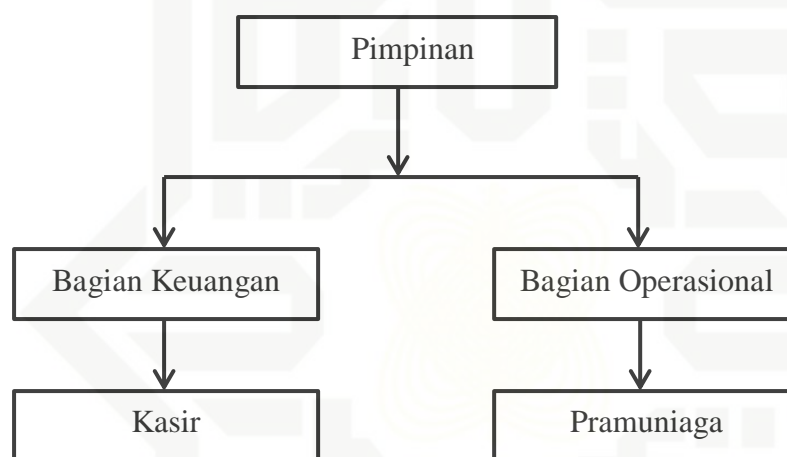 Pimpinan
Bagian Keuangan
Bagian Operasional
Kasir
Pramuniaga